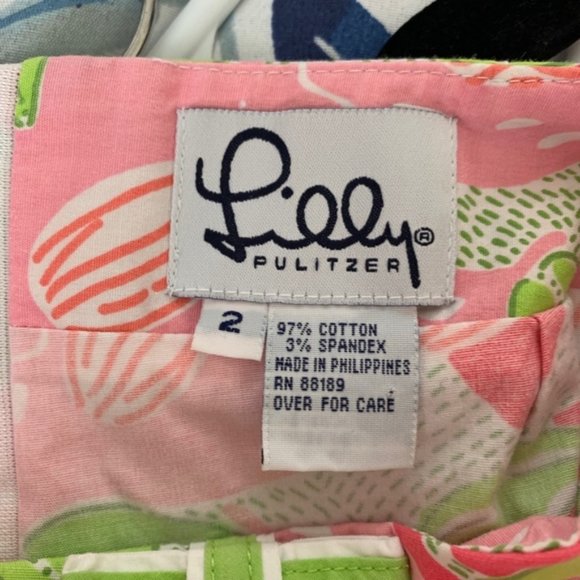 Lilly®
PULITZER
2
97% COTTON
3% SPANDEX
MADE IN PHILIPPINES
RN 88189
OVER FOR CARE